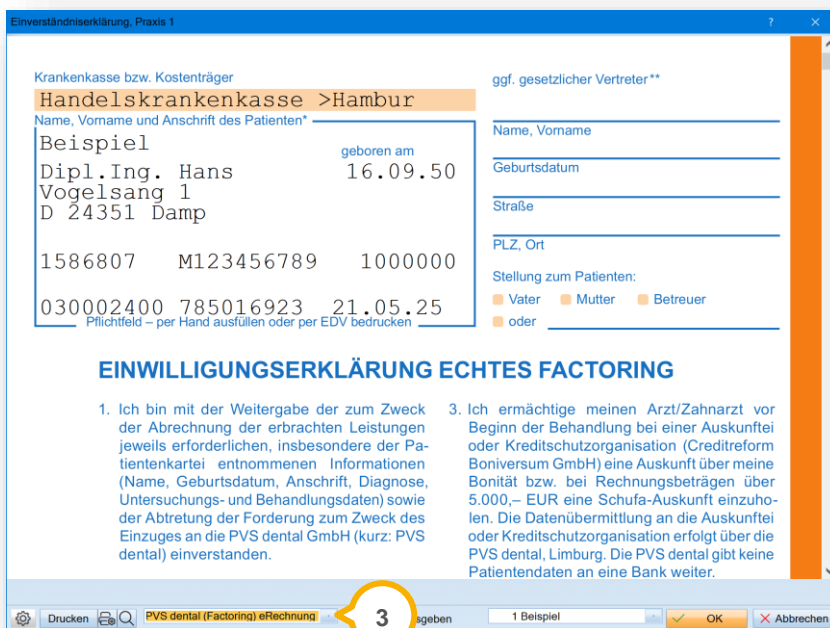 Einverständniserklärung, Praxis 1
?
Krankenkasse bzw. Kostenträger
Handelskrankenkasse >Hambur
Name, Vorname und Anschrift des Patienten*
Beispiel
geboren am
Dipl.Ing. Hans 16.09.50
Vogelsang 1
D 24351 Damp
1586807 M123456789 1000000
030002400 785016923 21.05.25
Pflichtfeld – per Hand ausfüllen oder per EDV bedrucken
ggf. gesetzlicher Vertreter**
Name, Vorname
Geburtsdatum
Straße
PLZ, Ort
Stellung zum Patienten:
Vater Mutter Betreuer
oder
EINWILLIGUNGSERKLÄRUNG ECHTES FACTORING
1. Ich bin mit der Weitergabe der zum Zweck
der Abrechnung der erbrachten Leistungen
jeweils erforderlichen, insbesondere der Pa-
tientenkartei entnommenen Informationen
(Name, Geburtsdatum, Anschrift, Diagnose,
Untersuchungs- und Behandlungsdaten) sowie
der Abtretung der Forderung zum Zweck des
Einzuges an die PVS dental GmbH (kurz: PVS
dental) einverstanden.
3. Ich ermächtige meinen Arzt/Zahnarzt vor
Beginn der Behandlung bei einer Auskunftei
oder Kreditschutzorganisation (Creditreform
Boniversum GmbH) eine Auskunft über meine
Bonität bzw. bei Rechnungsbeträgen über
5.000,– EUR eine Schufa-Auskunft einzuho-
len. Die Datenübermittlung an die Auskunftei
oder Kreditschutzorganisation erfolgt über die
PVS dental, Limburg. Die PVS dental gibt keine
Patientendaten an eine Bank weiter.
Drucken PVS dental (Factoring) eRechnung 3 sgeben 1 Beispiel OK Abbrechen